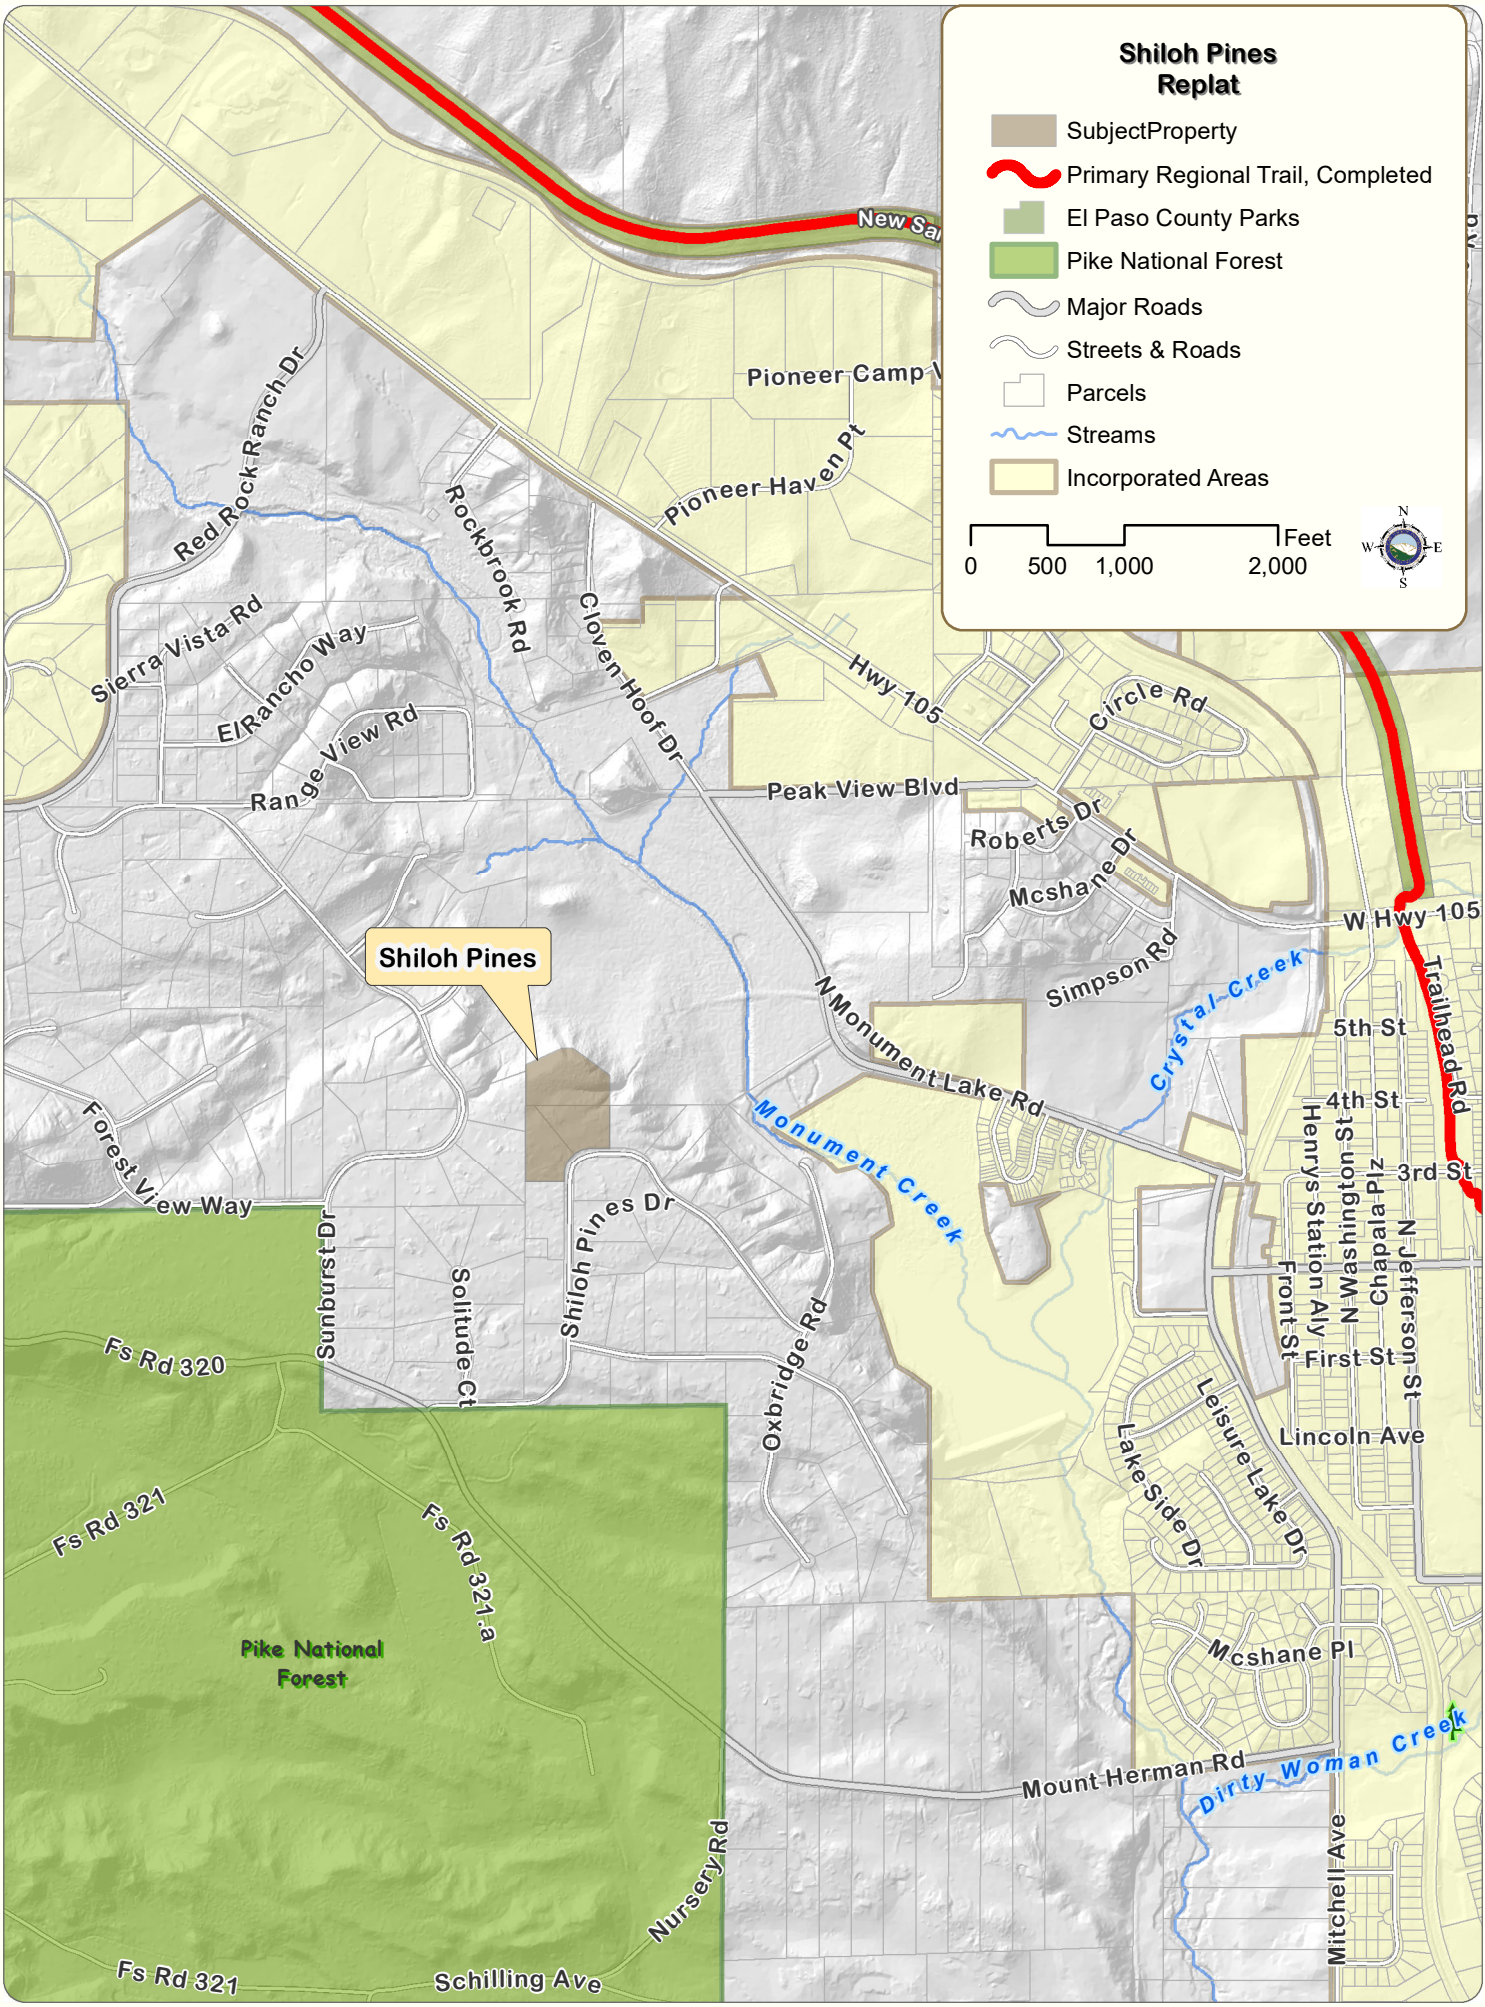 Shiloh Pines
Replat
SubjectProperty
Primary Regional Trail, Completed
El Paso County Parks
Pike National Forest
Major Roads
Streets & Roads
Parcels
Streams
Incorporated Areas
Feet
0 500 1,000 2,000
N
W E
S
New San
Pioneer Camp
Pioneer Haven Pt
Red Rock Ranch Dr
Rockbrook Rd
Cloven Hoof Dr
Sierra Vista Rd
El Rancho Way
Range View Rd
Hwy 105
Circle Rd
Peak View Blvd
Roberts Dr
Mcshane Dr
Simpson Rd
W Hwy 105
Trailhead Rd
Crystal Creek
N Monument Lake Rd
Shiloh Pines
5th St
4th St
3rd St
Henrys Station Aly
N Washington St
Chapala Plz
N Jefferson St
Front St
First St
Lincoln Ave
Monument Creek
Forest View Way
Sunburst Dr
Solitude Ct
Shiloh Pines Dr
Oxbridge Rd
Fs Rd 320
Fs Rd 321
Fs Rd 321.a
Leisure Lake Dr
Lake Side Dr
Pike National
Forest
Mcshane Pl
Mount Herman Rd
Dirty Woman Creek
Nursery Rd
Mitchell Ave
Fs Rd 321
Schilling Ave